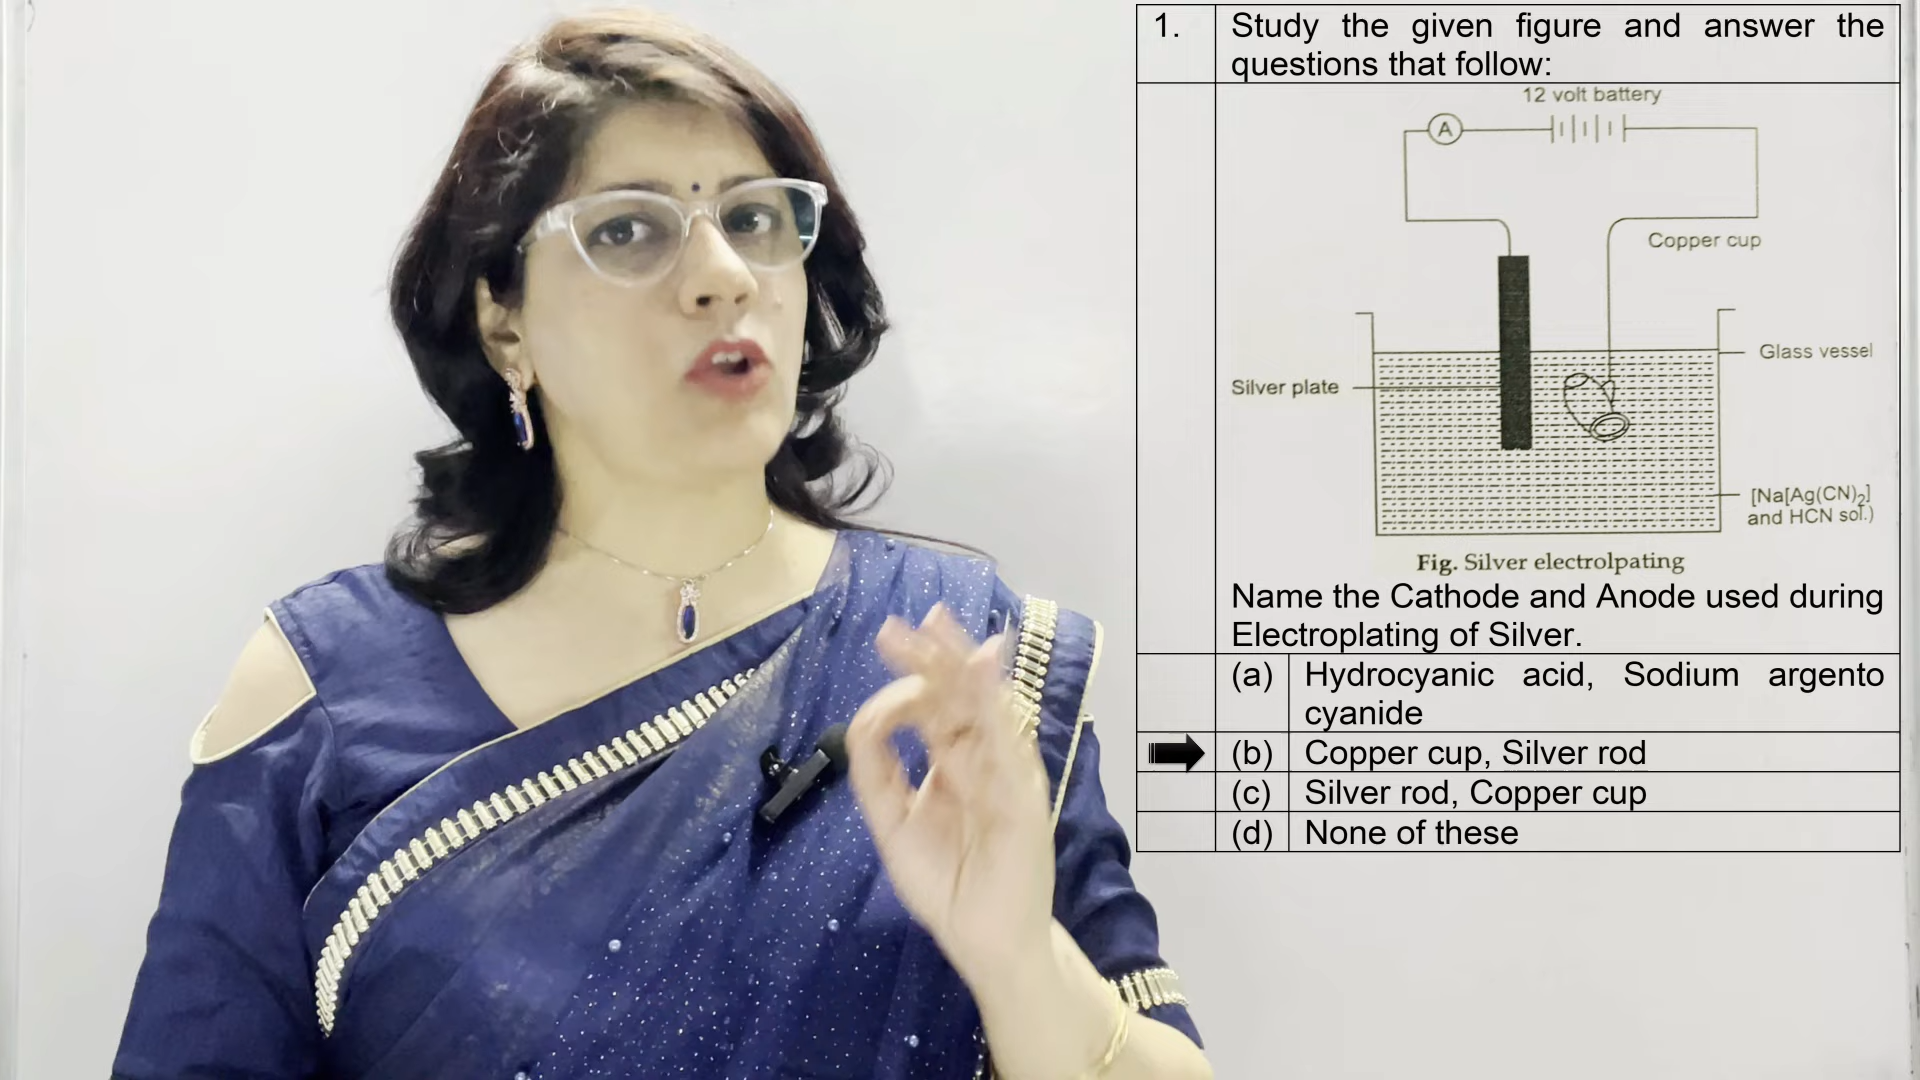 1.
Study the given figure and answer the
questions that follow:
12 volt battery
A
Copper cup
Glass vessel
Silver plate
[Na[Ag(CN)2]
and HCN sol.)
Fig. Silver electrolpating
Name the Cathode and Anode used during
Electroplating of Silver.
(a) Hydrocyanic acid, Sodium argento
cyanide
(b) Copper cup, Silver rod
(c) Silver rod, Copper cup
(d) None of these